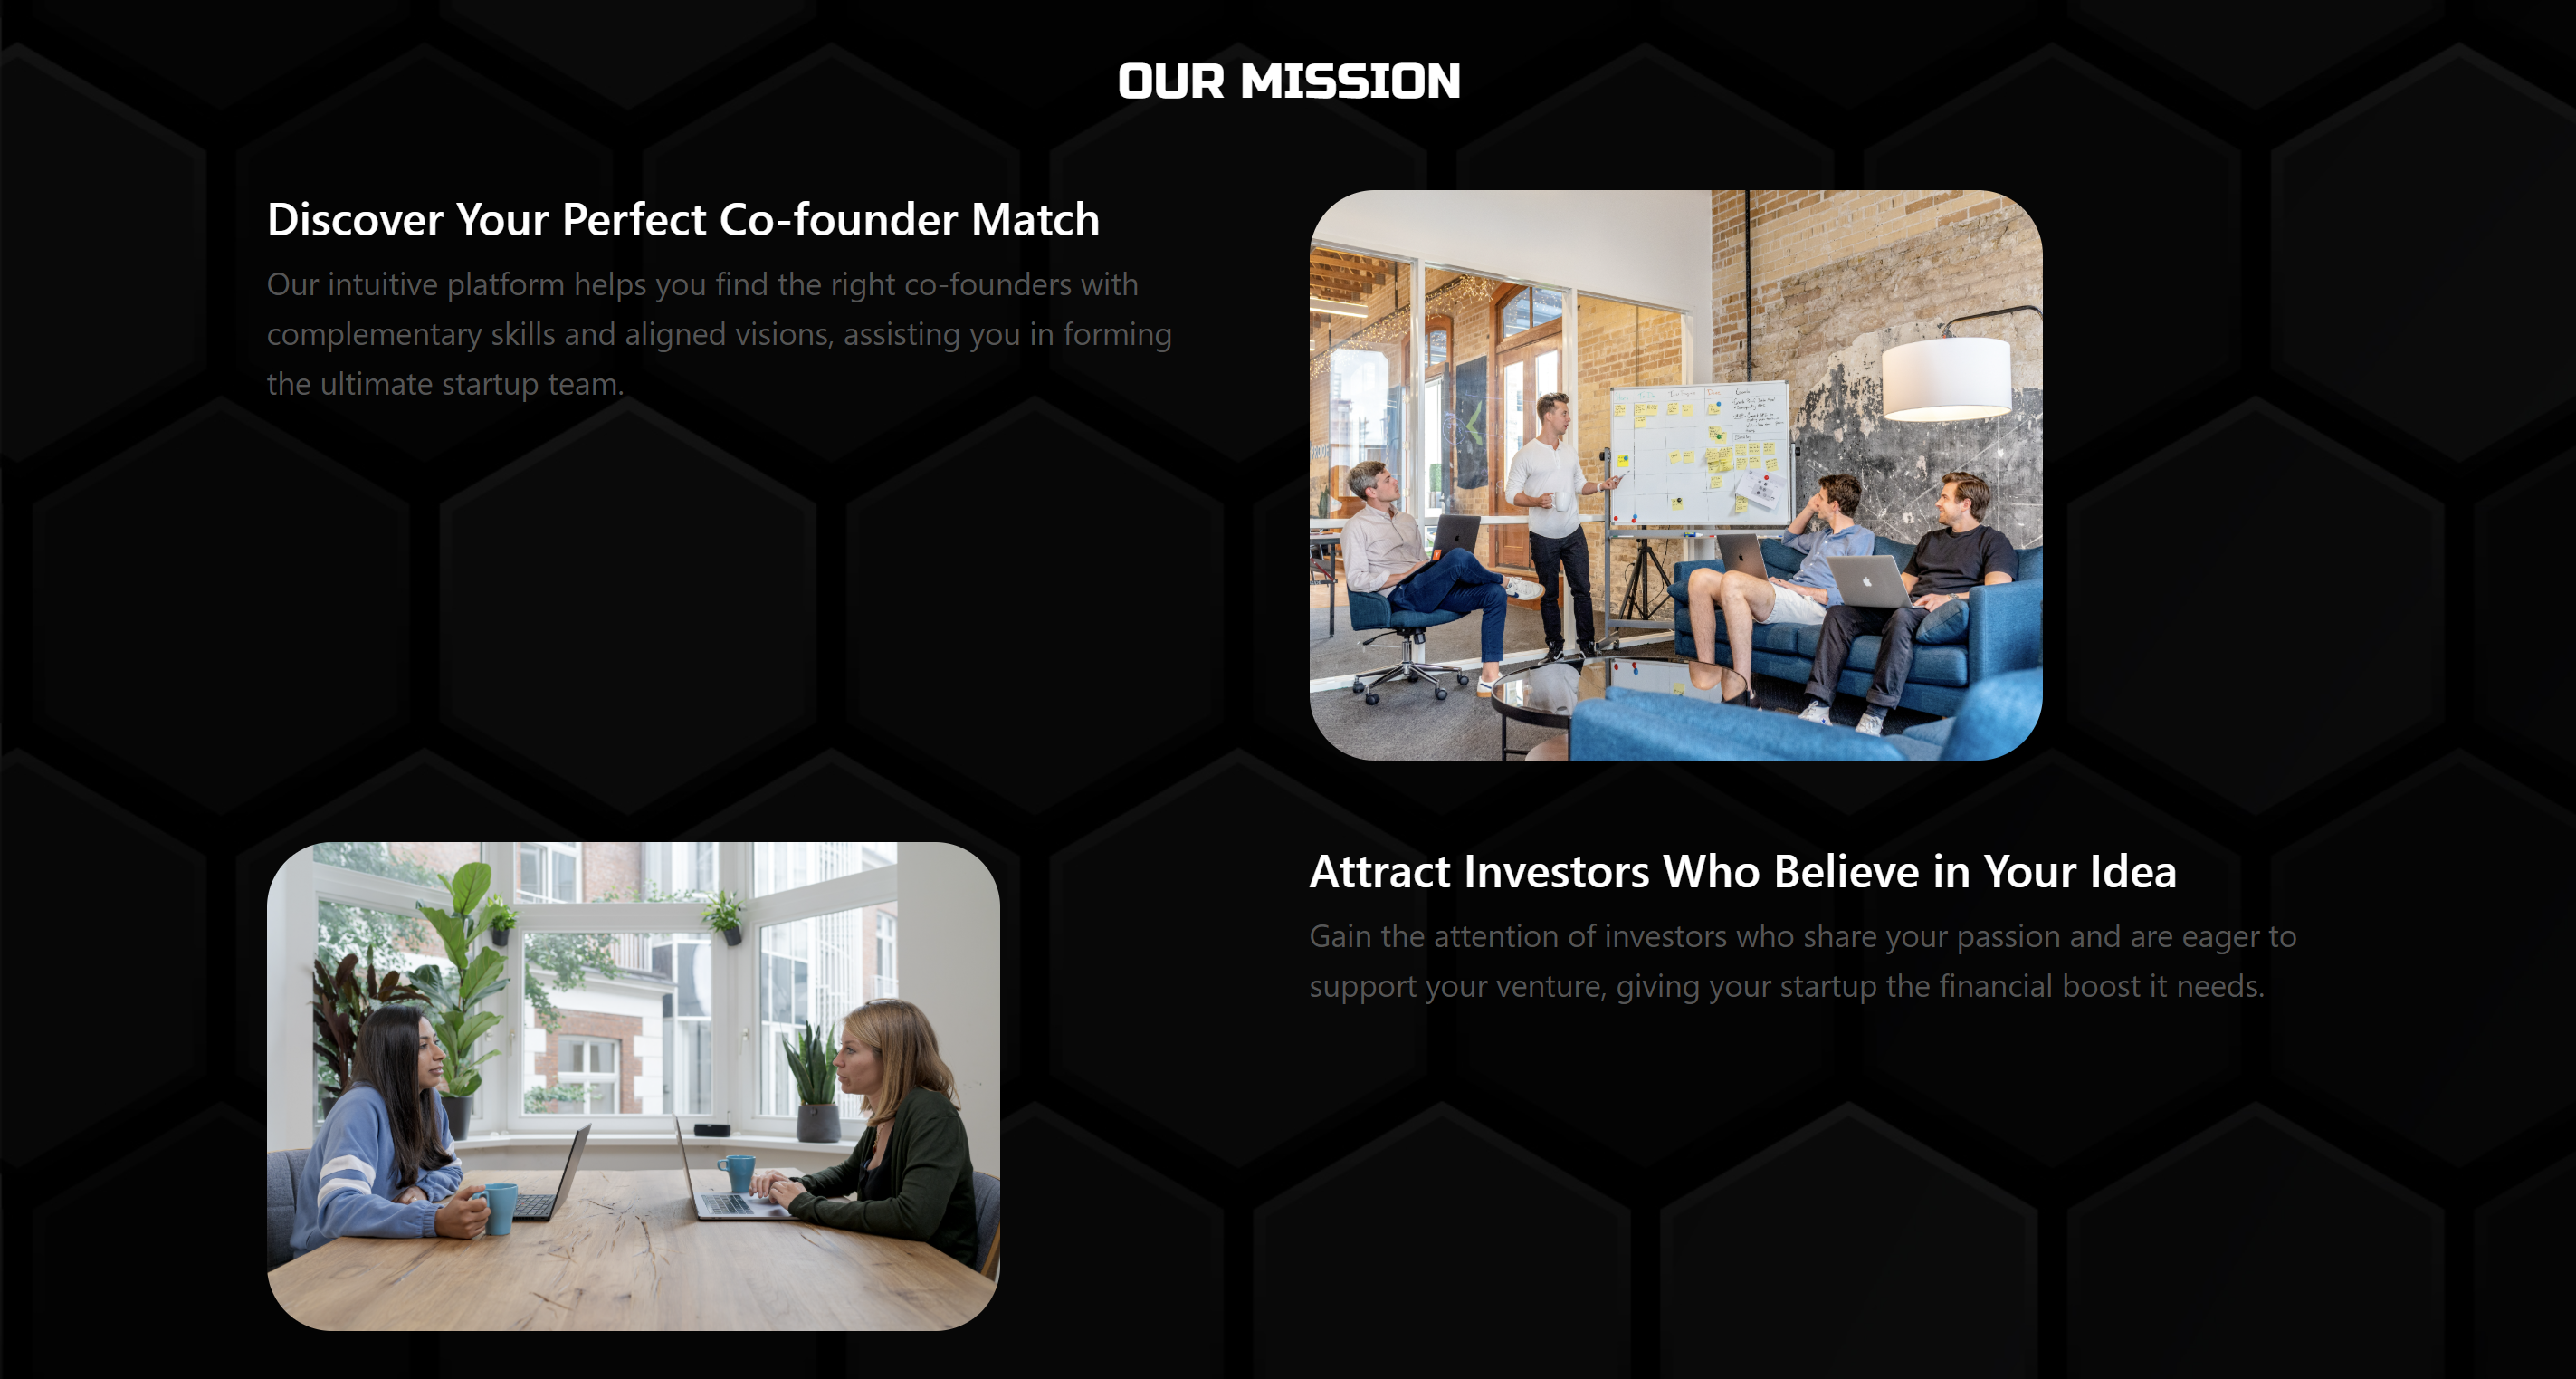 OUR MISSION
Discover Your Perfect Co-founder Match
Our intuitive platform helps you find the right co-founders with
complementary skills and aligned visions, assisting you in forming
the ultimate startup team.
Attract Investors Who Believe in Your Idea
Gain the attention of investors who share your passion and are eager to
support your venture, giving your startup the financial boost it needs.